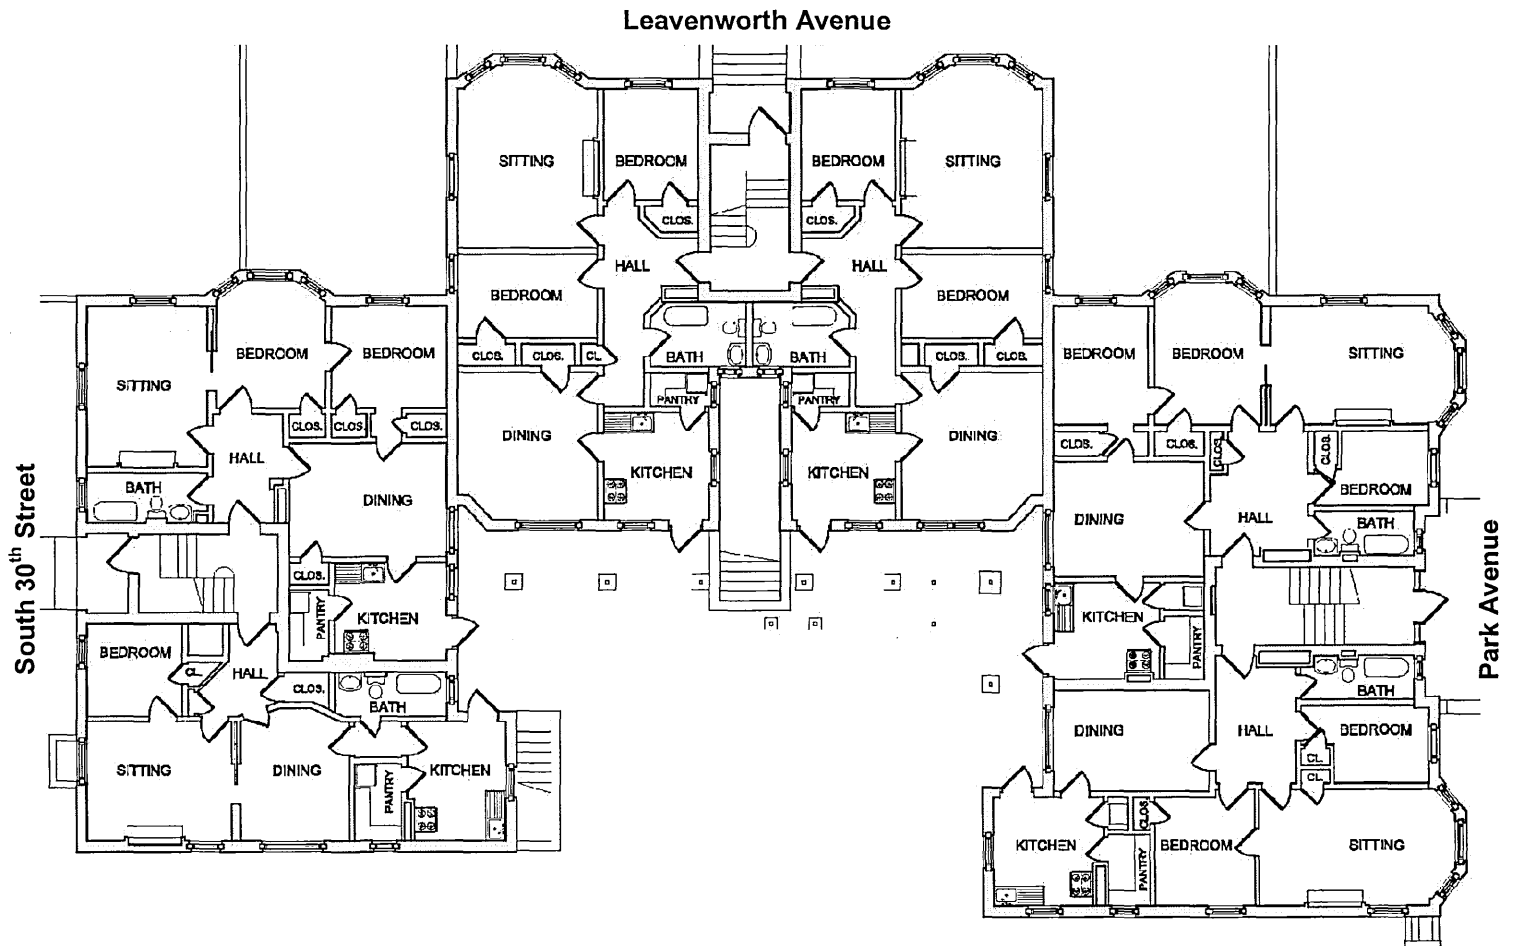 Leavenworth Avenue
SITTING
BEDROOM
BEDROOM
SITTING
CLOS.
CLOS.
HALL
HALL
BEDROOM
BEDROOM
CLOS.
CLOS.
CL.
BATH
BATH
CLOS.
CLOS.
PANTRY
PANTRY
DINING
DINING
KITCHEN
KITCHEN
SITTING
BEDROOM
BEDROOM
CLOS.
CLOS.
CLOS.
HALL
BATH
DINING
CLOS.
PANTRY
KITCHEN
South 30th Street
BEDROOM
CL.
HALL
CLOS.
BATH
SITTING
DINING
PANTRY
KITCHEN
BEDROOM
BEDROOM
SITTING
CLOS.
CLOS.
CLOS.
CLOS.
BEDROOM
DINING
HALL
BATH
KITCHEN
PANTRY
Park Avenue
BATH
DINING
HALL
BEDROOM
CL.
CL.
KITCHEN
CLOS.
PANTRY
BEDROOM
SITTING